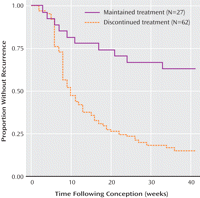 Maintained treatment (N=27)
Discontinued treatment (N=62)
1.00
0.75
0.50
0.25
0.00
Proportion Without Recurrence
0
10
20
30
40
Time Following Conception (weeks)